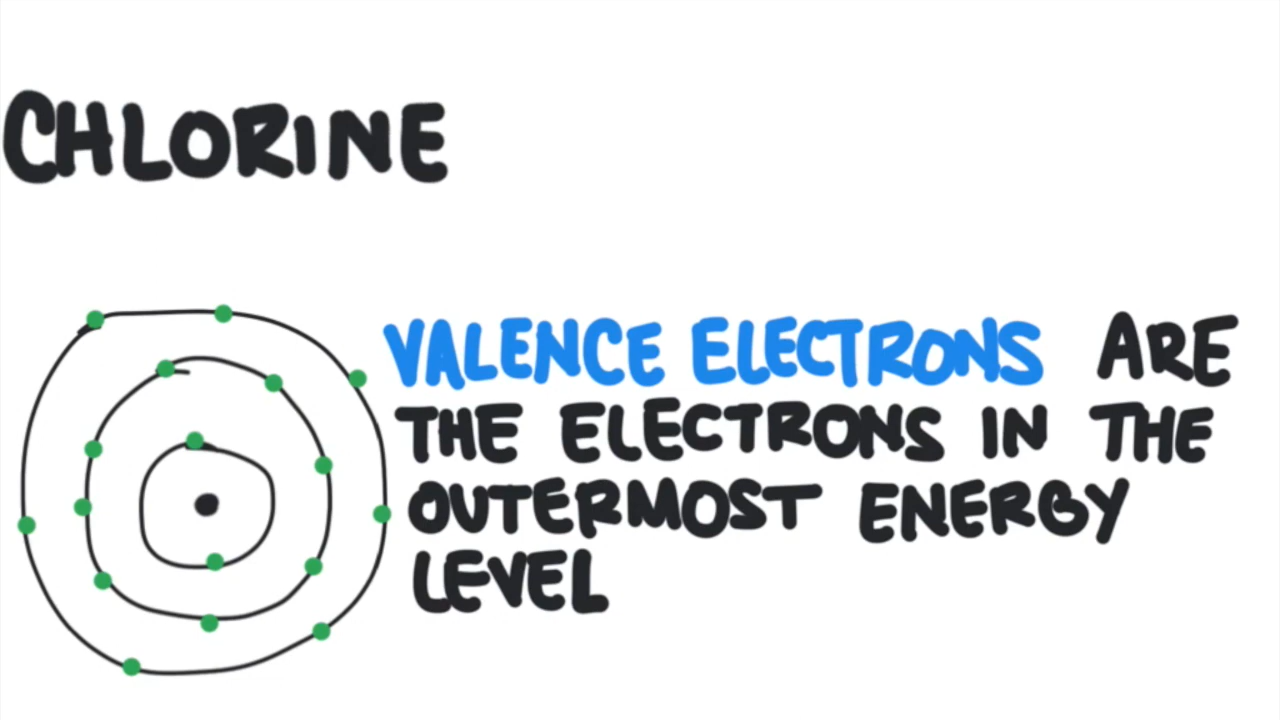 CHLORINE
VALENCE ELECTRONS ARE
THE ELECTRONS IN THE
OUTERMOST ENERGY
LEVEL